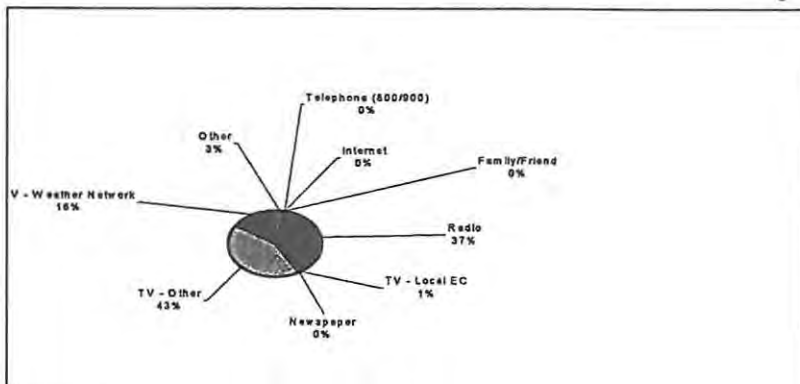 Telephone (800/900)
0%
Other
3%
Internet
0%
Family/Friend
0%
V - Weather Network
16%
Radio
37%
TV - Local EC
1%
TV - Other
43%
Newspaper
0%